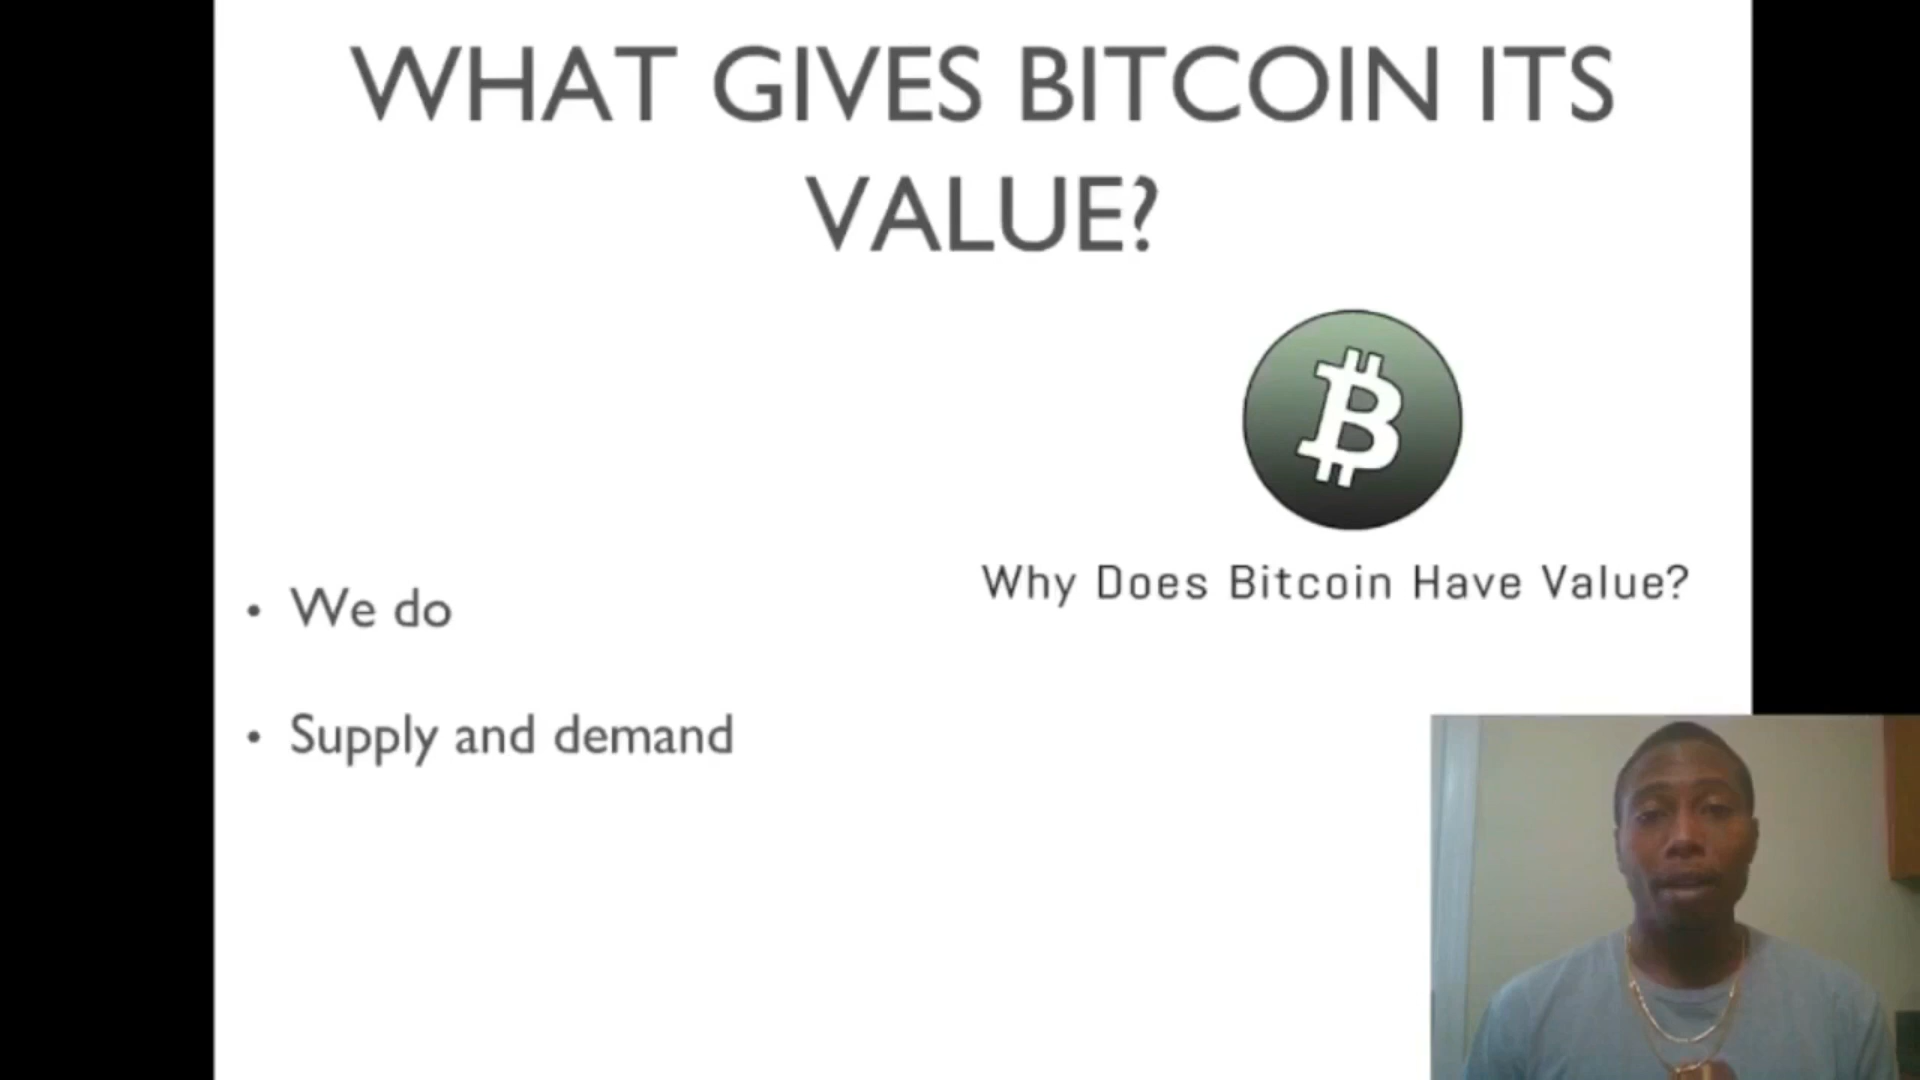 WHAT GIVES BITCOIN ITS
VALUE?
Why Does Bitcoin Have Value?
• We do
• Supply and demand